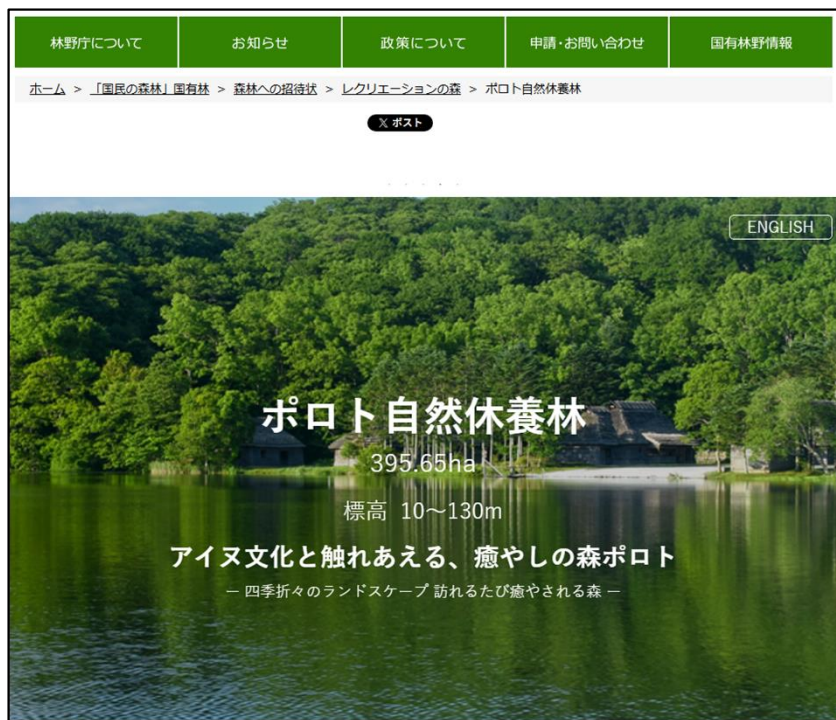 林野庁について お知らせ 政策について 申請・お問い合わせ 国有林野情報
ホーム > 「国民の森林」国有林 > 森林への招待状 > レクリエーションの森 > ポロト自然休養林
X ポスト
ENGLISH
ポロト自然休養林
395.65ha
標高 10～130m
アイヌ文化と触れあえる、癒やしの森ポロト
― 四季折々のランドスケープ 訪れるたび癒やされる森 ―